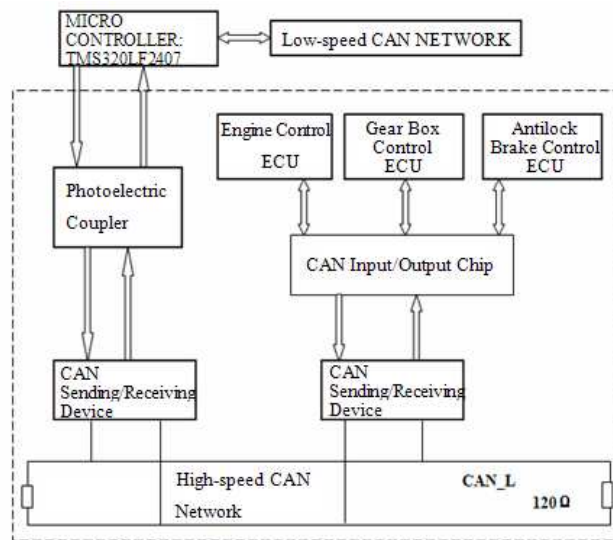 MICRO
CONTROLLER:
TMS320LF2407
Low-speed CAN NETWORK
Engine Control
ECU
Gear Box
Control
ECU
Antilock
Brake Control
ECU
Photoelectric
Coupler
CAN Input/Output Chip
CAN
Sending/Receiving
Device
CAN
Sending/Receiving
Device
High-speed CAN
Network
CAN_L
120Ω